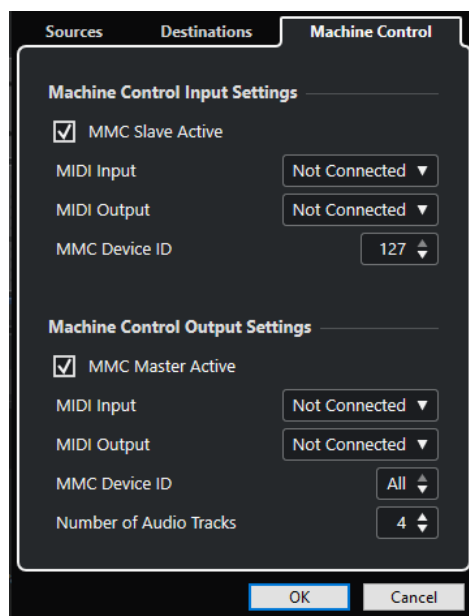 Sources Destinations Machine Control
Machine Control Input Settings
MMC Slave Active
MIDI Input Not Connected
MIDI Output Not Connected
MMC Device ID 127
Machine Control Output Settings
MMC Master Active
MIDI Input Not Connected
MIDI Output Not Connected
MMC Device ID All
Number of Audio Tracks 4
OK Cancel